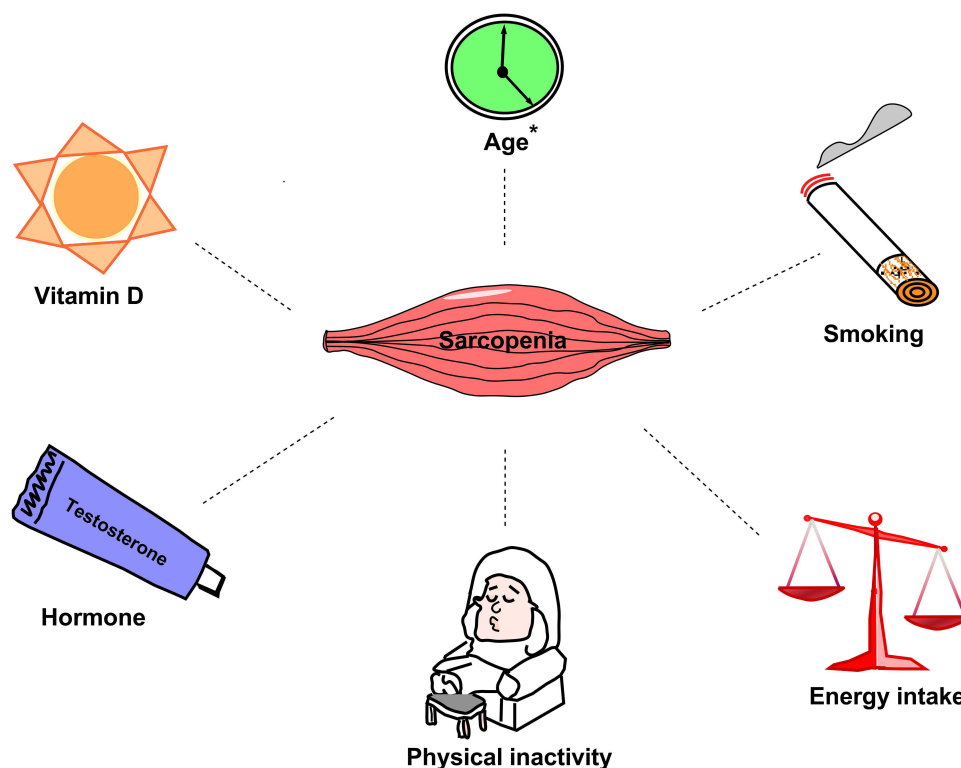 Age*
Vitamin D
Smoking
Sarcopenia
Testosterone
Hormone
Energy intake
Physical inactivity